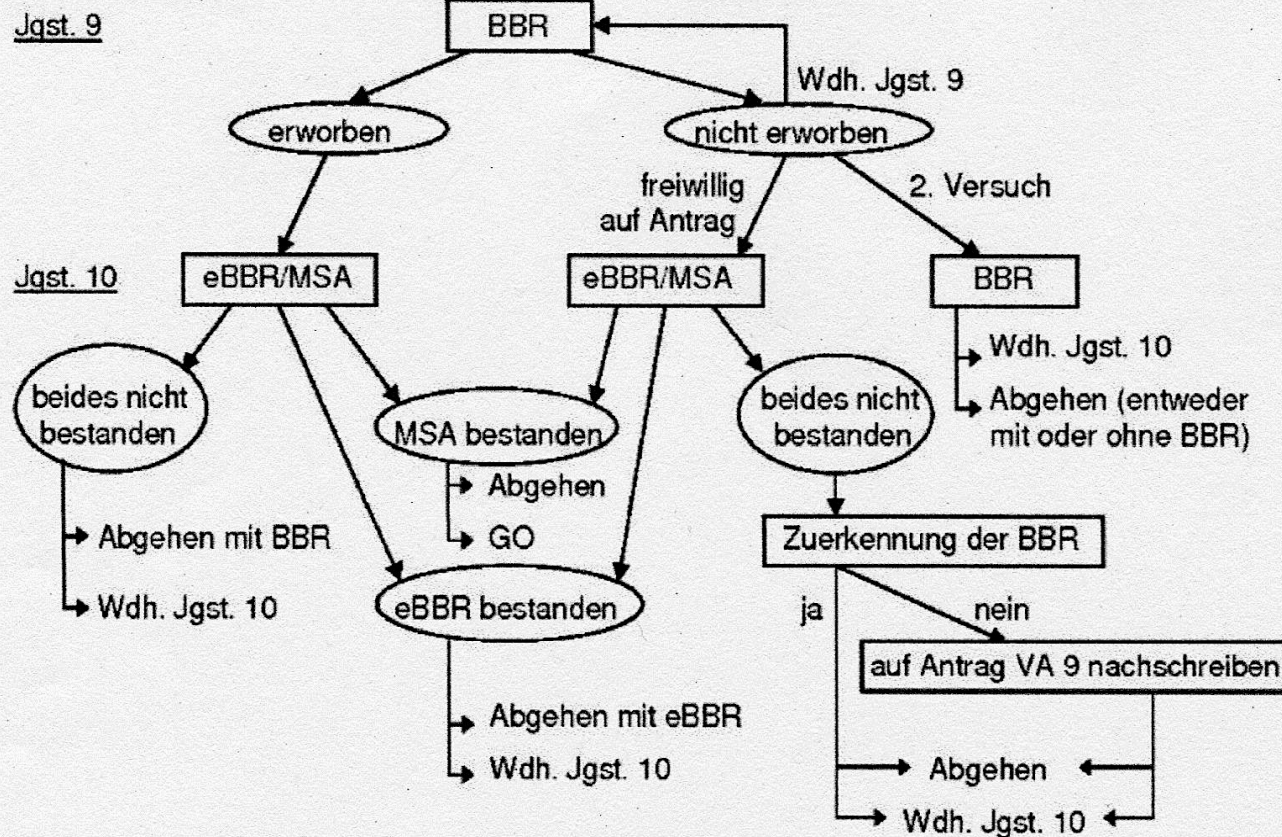 Jgst. 9
BBR
Wdh. Jgst. 9
erworben
nicht erworben
freiwillig
auf Antrag
2. Versuch
Jgst. 10
eBBR/MSA
eBBR/MSA
BBR
Wdh. Jgst. 10
Abgehen (entweder
mit oder ohne BBR)
beides nicht
bestanden
MSA bestanden
beides nicht
bestanden
Abgehen
GO
Abgehen mit BBR
Wdh. Jgst. 10
eBBR bestanden
Zuerkennung der BBR
ja
nein
auf Antrag VA 9 nachschreiben
Abgehen mit eBBR
Wdh. Jgst. 10
Abgehen
Wdh. Jgst. 10